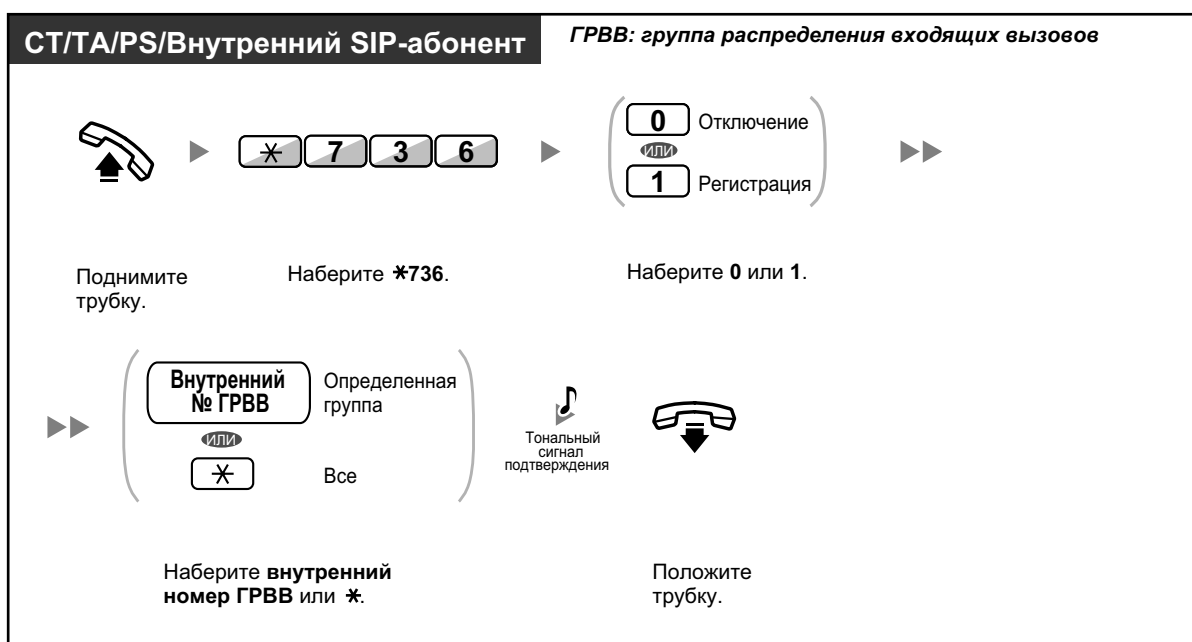 СТ/ТА/PS/Внутренний SIP-абонент
ГРВВ: группа распределения входящих вызовов
* 7 3 6
0 Отключение
ИЛИ
1 Регистрация
Поднимите
трубку.
Наберите *736.
Наберите 0 или 1.
Внутренний
№ ГРВВ
Определенная
группа
ИЛИ
* Все
Тональный
сигнал
подтверждения
Наберите внутренний
номер ГРВВ или *.
Положите
трубку.